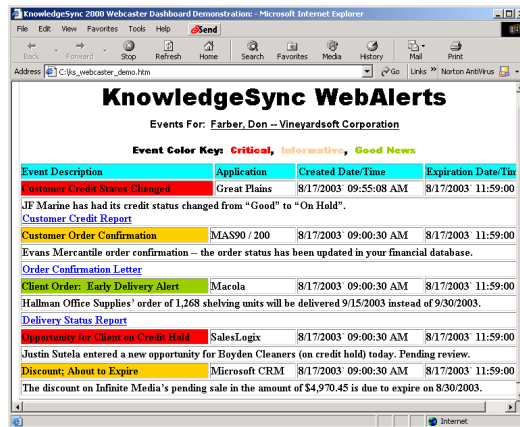 KnowledgeSync 2000 Webcaster Dashboard Demonstration: - Microsoft Internet Explorer
File Edit View Favorites Tools Help Send
Back Forward Stop Refresh Home Search Favorites Media History Mail Print
Address C:\ks_webcaster_demo.htm Go Links » Norton AntiVirus
KnowledgeSync WebAlerts
Events For: Farber, Don -- Vineyardsoft Corporation
Event Color Key: Critical, Informative, Good News
Event Description Application Created Date/Time Expiration Date/Tim
Customer Credit Status Changed Great Plains 8/17/2003` 09:55:08 AM 8/17/2003` 11:59:00
JF Marine has had its credit status changed from “Good” to “On Hold”.
Customer Credit Report
Customer Order Confirmation MAS90 / 200 8/17/2003` 09:00:30 AM 8/17/2003` 11:59:00
Evans Mercantile order confirmation -- the order status has been updated in your financial database.
Order Confirmation Letter
Client Order: Early Delivery Alert Macola 8/17/2003` 09:00:30 AM 8/17/2003` 11:59:00
Hallman Office Supplies’ order of 1,268 shelving units will be delivered 9/15/2003 instead of 9/30/2003.
Delivery Status Report
Opportunity for Client on Credit Hold SalesLogix 8/17/2003` 09:00:30 AM 8/17/2003` 11:59:00
Justin Sutela entered a new opportunity for Boyden Cleaners (on credit hold) today. Pending review.
Discount; About to Expire Microsoft CRM 8/17/2003` 09:00:30 AM 8/17/2003` 11:59:00
The discount on Infinite Media’s pending sale in the amount of $4,970.45 is due to expire on 8/30/2003.
Internet